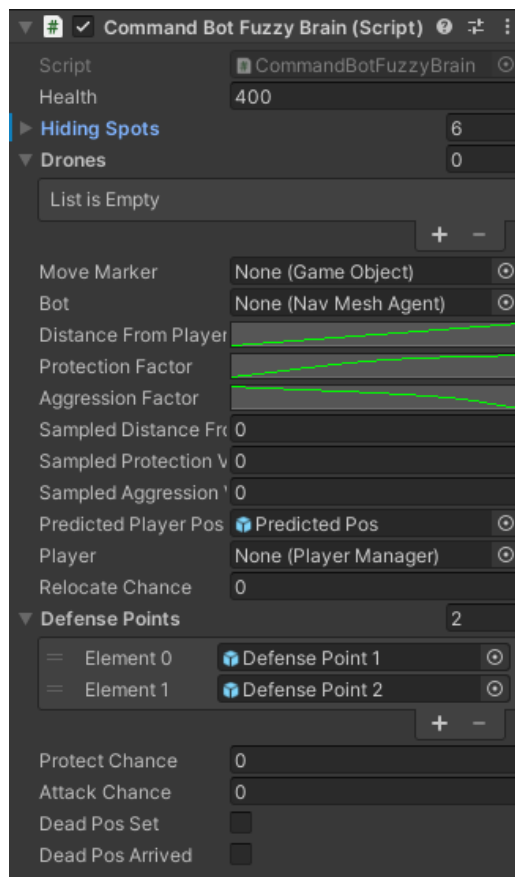 # Command Bot Fuzzy Brain (Script)
Script # CommandBotFuzzyBrain
Health 400
Hiding Spots 6
Drones 0
List is Empty
+ −
Move Marker None (Game Object)
Bot None (Nav Mesh Agent)
Distance From Player
Protection Factor
Aggression Factor
Sampled Distance Fro 0
Sampled Protection V 0
Sampled Aggression 0
Predicted Player Pos Predicted Pos
Player None (Player Manager)
Relocate Chance 0
Defense Points 2
Element 0 Defense Point 1
Element 1 Defense Point 2
+ −
Protect Chance 0
Attack Chance 0
Dead Pos Set
Dead Pos Arrived